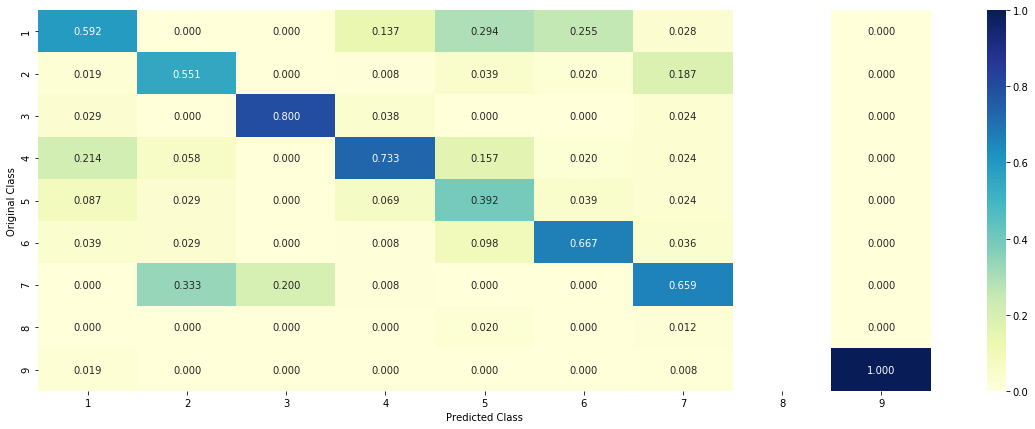 1.0
1 0.592 0.000 0.000 0.137 0.294 0.255 0.028 0.000
2 0.019 0.551 0.000 0.008 0.039 0.020 0.187 0.000
0.8
3 0.029 0.000 0.800 0.038 0.000 0.000 0.024 0.000
0.6
4 0.214 0.058 0.000 0.733 0.157 0.020 0.024 0.000
Original Class
5 0.087 0.029 0.000 0.069 0.392 0.039 0.024 0.000
0.4
6 0.039 0.029 0.000 0.008 0.098 0.667 0.036 0.000
7 0.000 0.333 0.200 0.008 0.000 0.000 0.659 0.000
0.2
8 0.000 0.000 0.000 0.000 0.020 0.000 0.012 0.000
9 0.019 0.000 0.000 0.000 0.000 0.000 0.008 1.000
0.0
1 2 3 4 5 6 7 8 9
Predicted Class